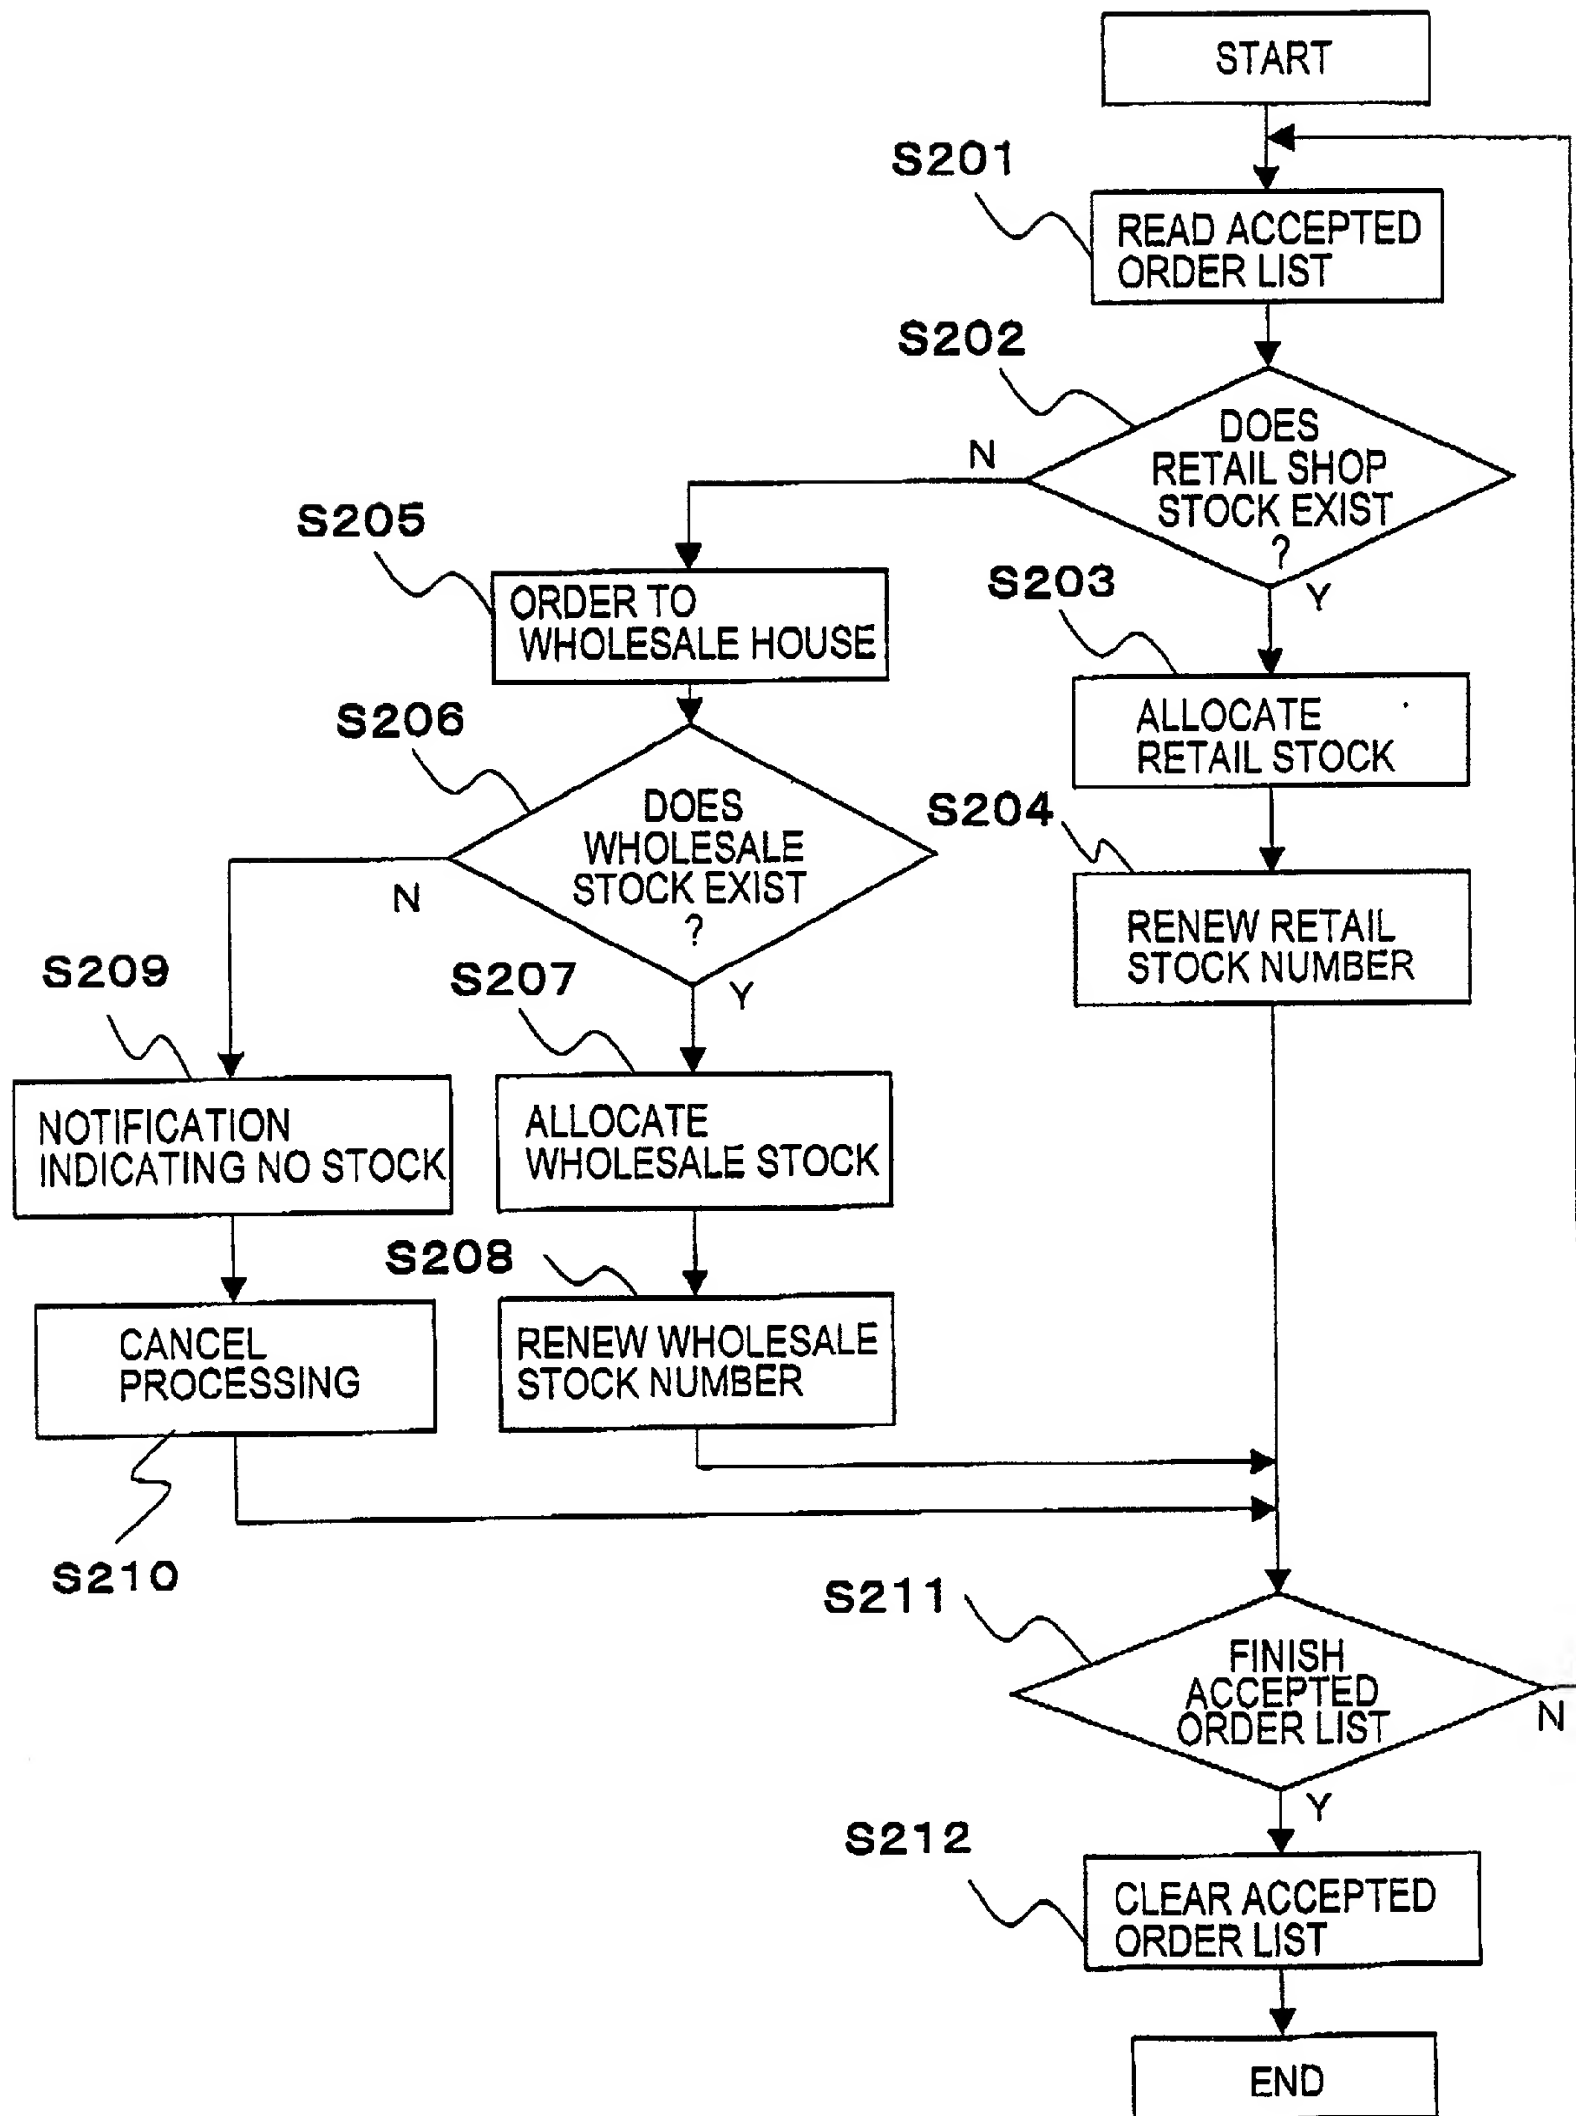 START
S201
READ ACCEPTED
ORDER LIST
S202
DOES
RETAIL SHOP
STOCK EXIST
?
N
Y
S205
ORDER TO
WHOLESALE HOUSE
S203
ALLOCATE
RETAIL STOCK
S206
DOES
WHOLESALE
STOCK EXIST
?
N
Y
S204
RENEW RETAIL
STOCK NUMBER
S209
NOTIFICATION
INDICATING NO STOCK
S207
ALLOCATE
WHOLESALE STOCK
S208
RENEW WHOLESALE
STOCK NUMBER
CANCEL
PROCESSING
S210
S211
FINISH
ACCEPTED
ORDER LIST
N
Y
S212
CLEAR ACCEPTED
ORDER LIST
END